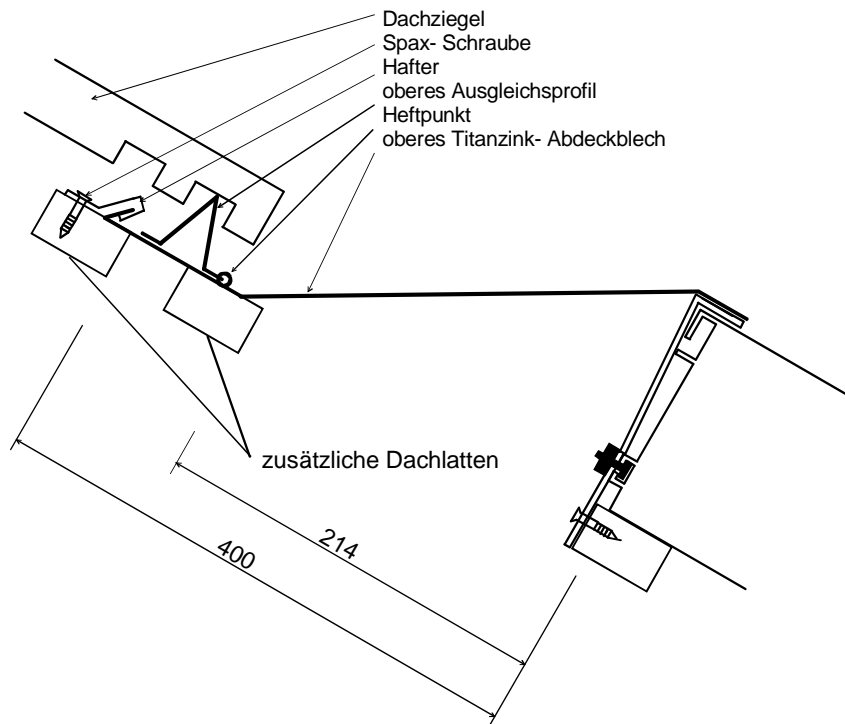 Dachziegel
Spax- Schraube
Hafter
oberes Ausgleichsprofil
Heftpunkt
oberes Titanzink- Abdeckblech
zusätzliche Dachlatten
214
400